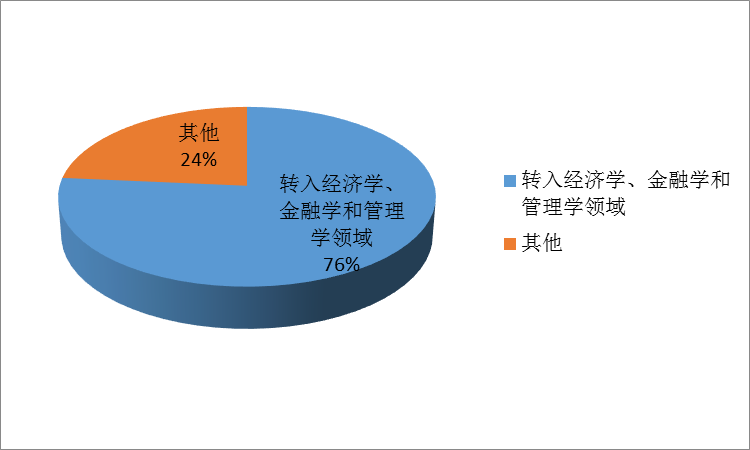 其他
24%
转入经济学、
金融学和管理
学领域
76%
转入经济学、金融学和
管理学领域
其他